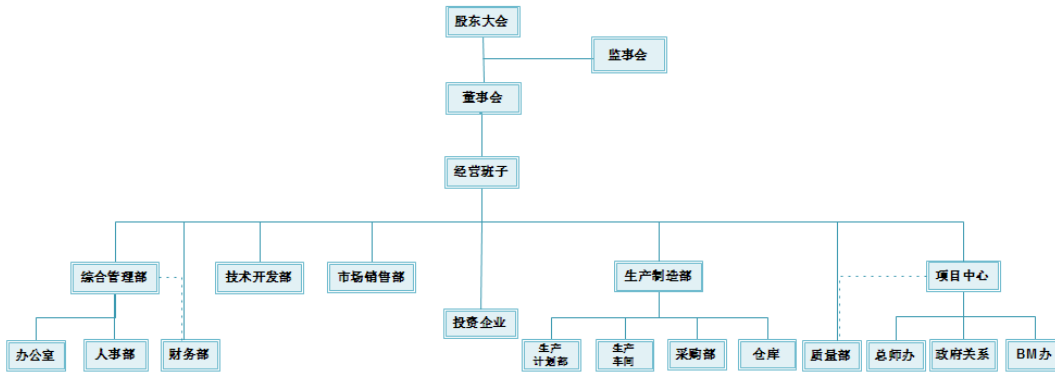 股东大会
监事会
董事会
经营班子
综合管理部
技术开发部
市场销售部
生产制造部
项目中心
投资企业
办公室
人事部
财务部
生产
计划部
生产
车间
采购部
仓库
质量部
总师办
政府关系
BM办